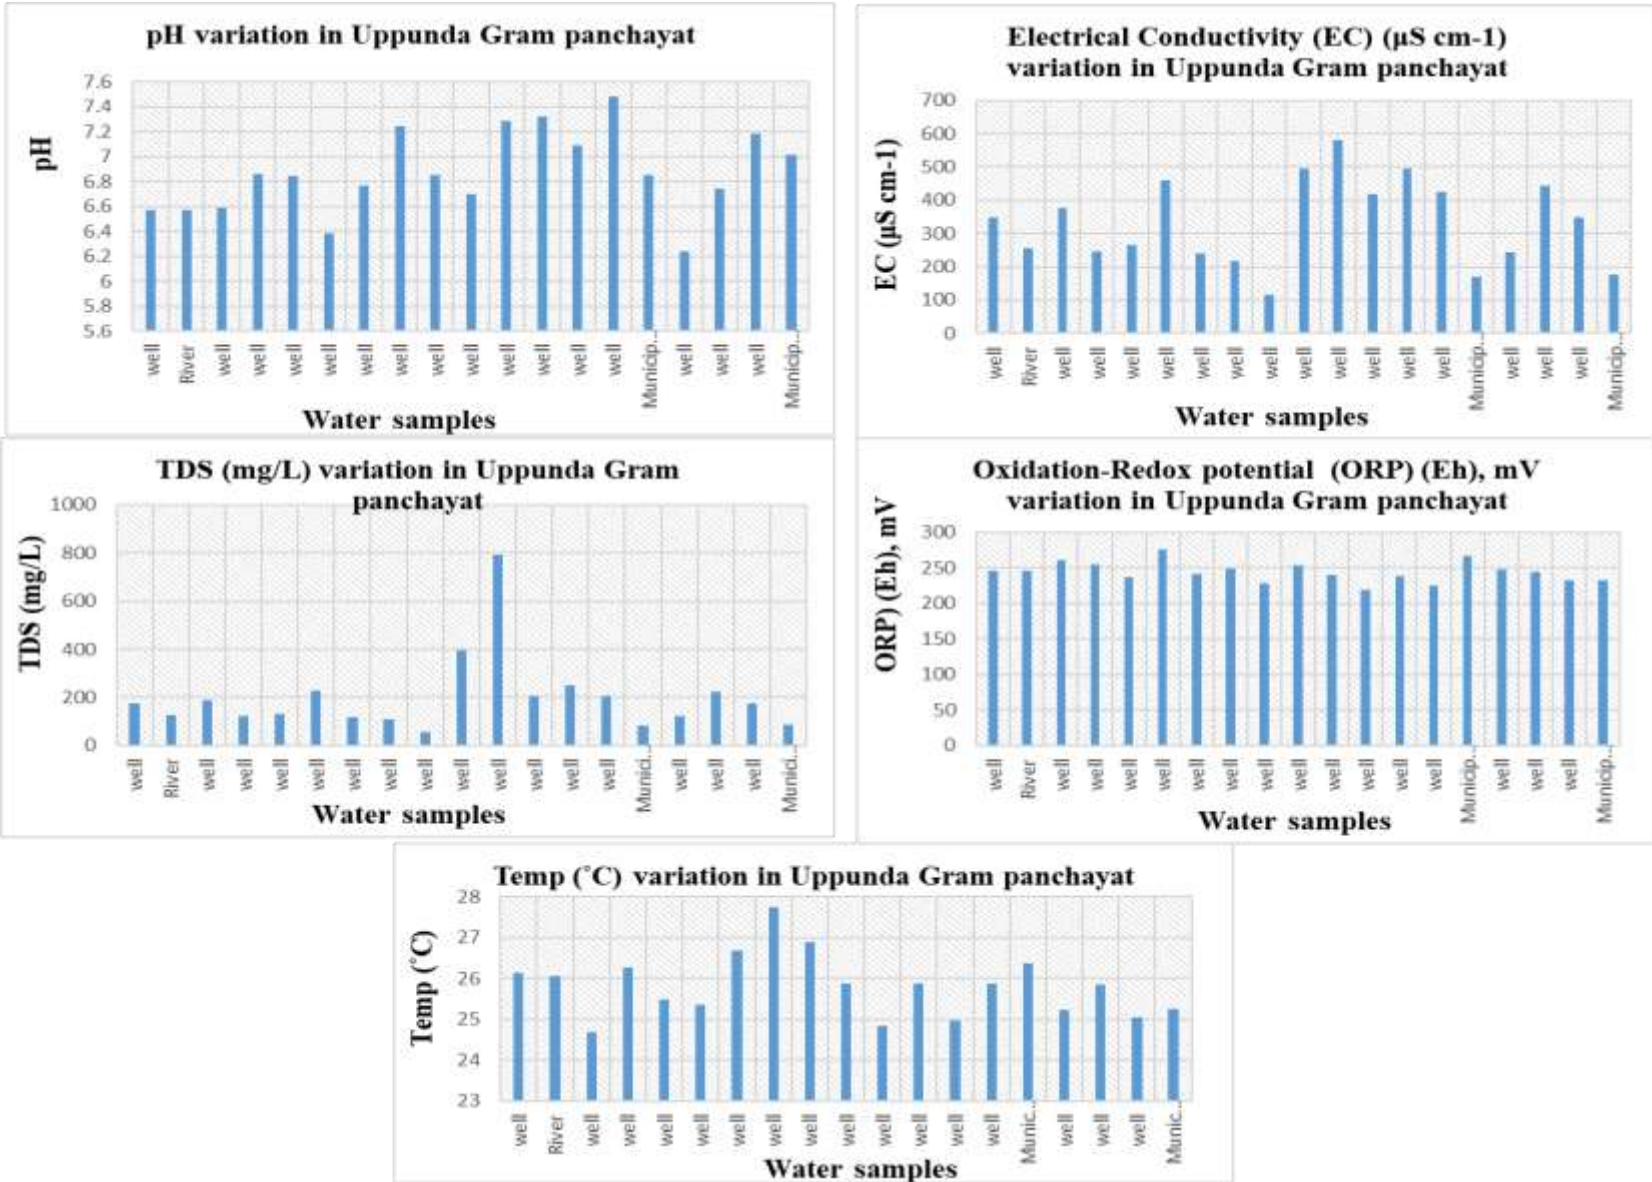 pH variation in Uppunda Gram panchayat
7.6
7.4
7.2
7
6.8
6.6
6.4
6.2
6
5.8
5.6
pH
well
River
well
well
well
well
well
well
well
well
well
well
well
well
Municip...
well
well
well
Municip...
Water samples
Electrical Conductivity (EC) (µS cm-1)
variation in Uppunda Gram panchayat
700
600
500
400
300
200
100
0
EC (µS cm-1)
well
River
well
well
well
well
well
well
well
well
well
well
well
well
Municip...
well
well
well
Municip...
Water samples
TDS (mg/L) variation in Uppunda Gram
panchayat
1000
800
600
400
200
0
TDS (mg/L)
well
River
well
well
well
well
well
well
well
well
well
well
well
well
Munici...
well
well
well
Munici...
Water samples
Oxidation-Redox potential (ORP) (Eh), mV
variation in Uppunda Gram panchayat
300
250
200
150
100
50
0
ORP) (Eh), mV
well
River
well
well
well
well
well
well
well
well
well
well
well
well
Municip...
well
well
well
Municip...
Water samples
Temp (˚C) variation in Uppunda Gram panchayat
28
27
26
25
24
23
Temp (˚C)
well
River
well
well
well
well
well
well
well
well
well
well
well
well
Munic...
well
well
well
Munic...
Water samples